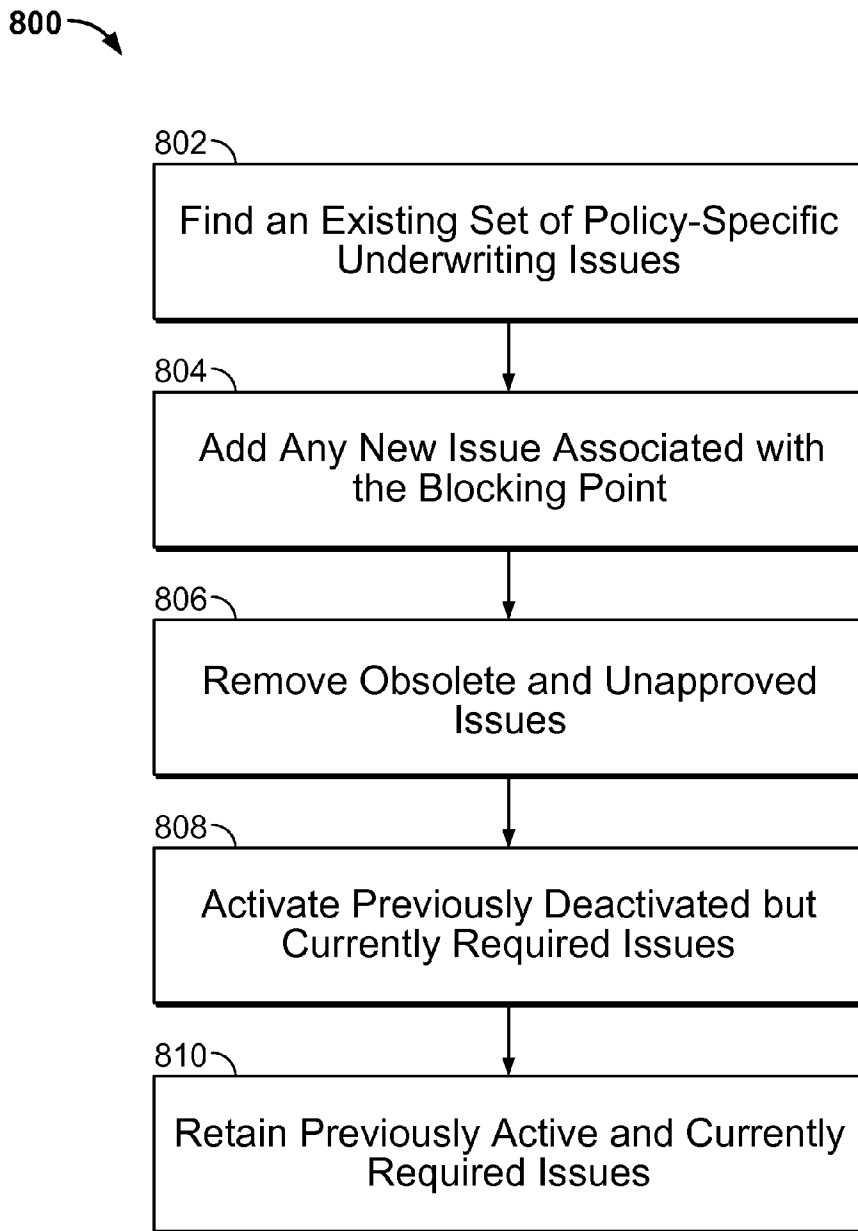 800
802
Find an Existing Set of Policy-Specific
Underwriting Issues
804
Add Any New Issue Associated with
the Blocking Point
806
Remove Obsolete and Unapproved
Issues
808
Activate Previously Deactivated but
Currently Required Issues
810
Retain Previously Active and Currently
Required Issues